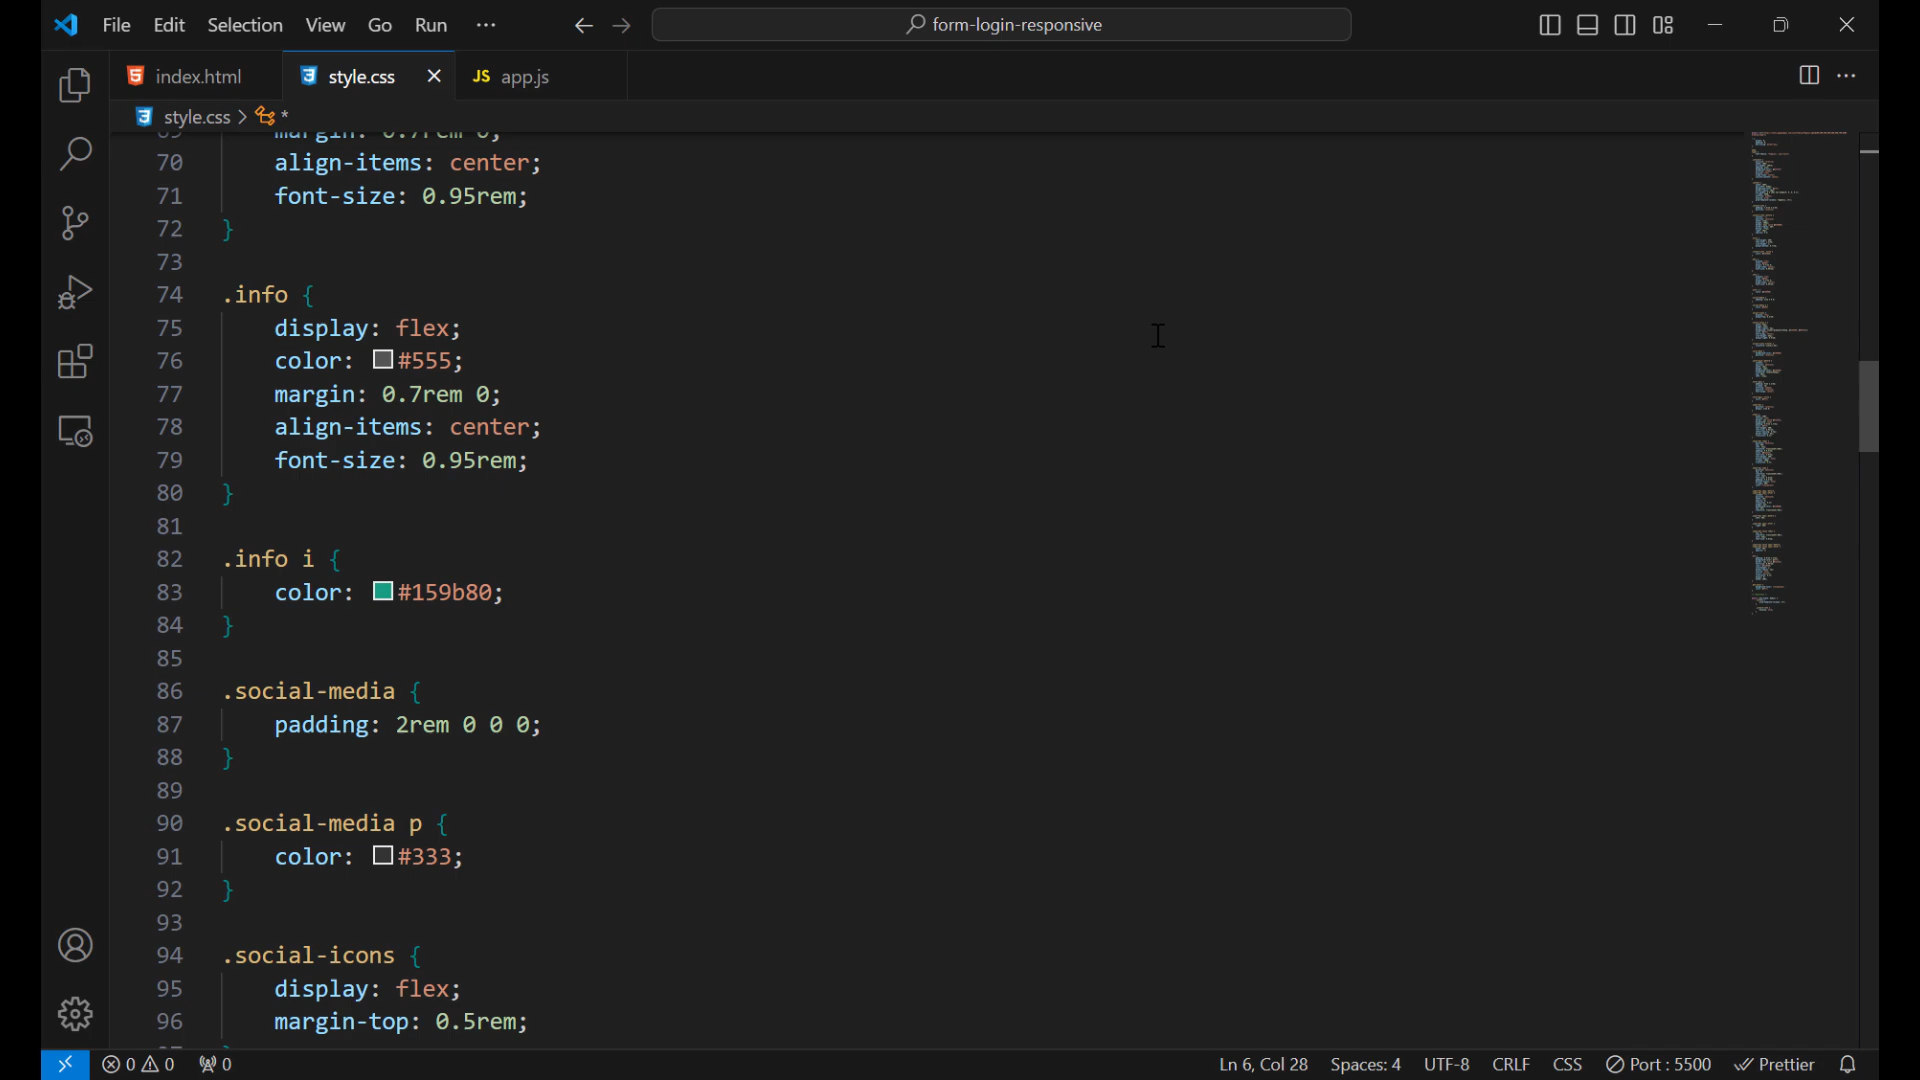 File Edit Selection View Go Run ···
form-login-responsive
index.html
style.css
JS app.js
style.css > *
69 margin: 0.7rem 0;
70 align-items: center;
71 font-size: 0.95rem;
72 }
73
74 .info {
75 display: flex;
76 color: #555;
77 margin: 0.7rem 0;
78 align-items: center;
79 font-size: 0.95rem;
80 }
81
82 .info i {
83 color: #159b80;
84 }
85
86 .social-media {
87 padding: 2rem 0 0 0;
88 }
89
90 .social-media p {
91 color: #333;
92 }
93
94 .social-icons {
95 display: flex;
96 margin-top: 0.5rem;
0 0 0 Ln 6, Col 28 Spaces: 4 UTF-8 CRLF CSS Port : 5500 Prettier